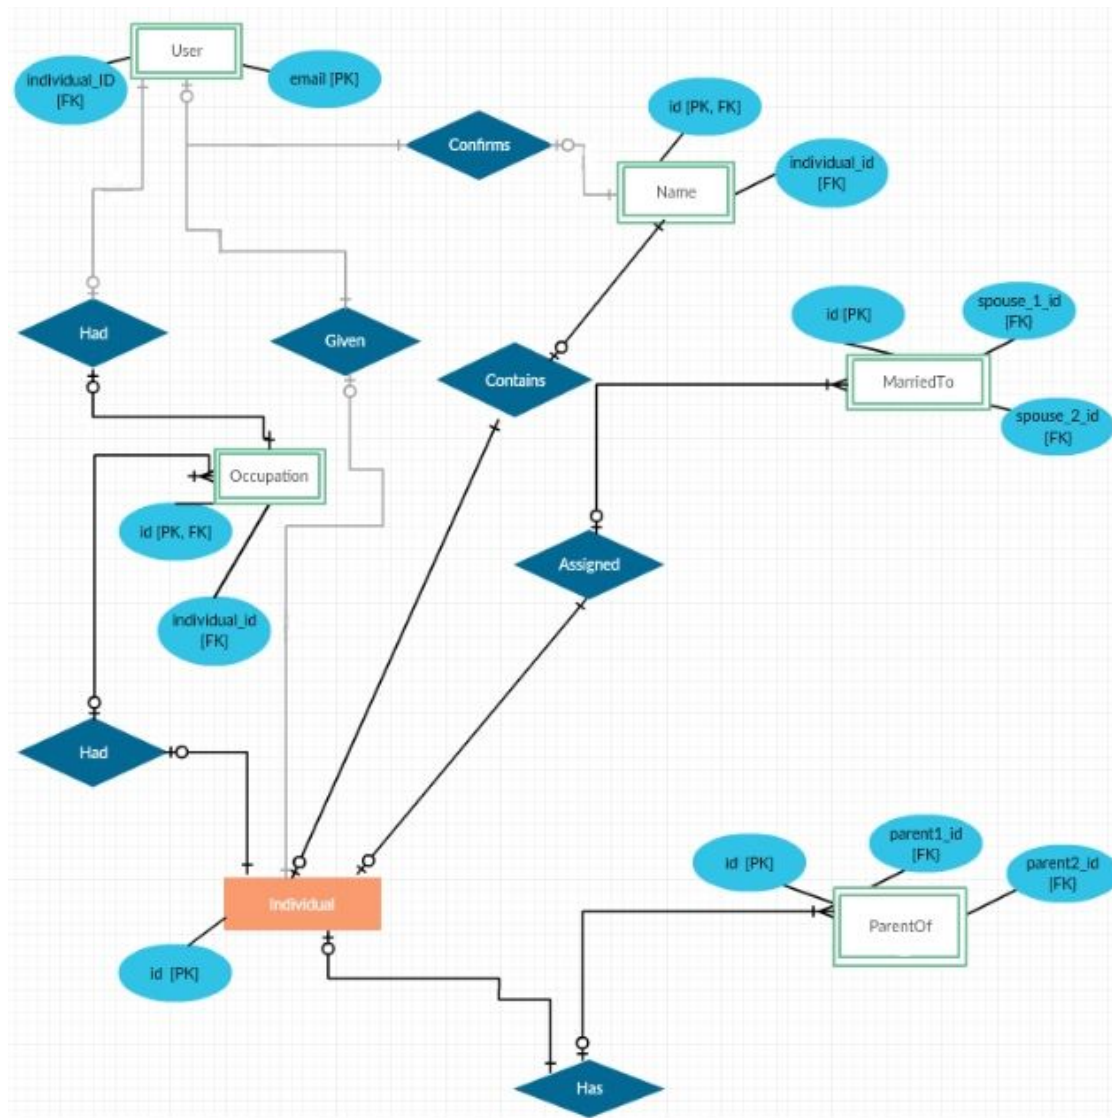 User
individual_ID
[FK]
email [PK]
id [PK, FK]
Confirms
individual_id
[FK]
Name
id [PK]
spouse_1_id
[FK]
Had
Given
Contains
MarriedTo
spouse_2_id
[FK]
Occupation
id [PK, FK]
Assigned
individual_id
[FK]
Had
parent1_id
[FK}
Id [PK]
parent2_id
[FK]
Individual
ParentOf
id [PK]
Has